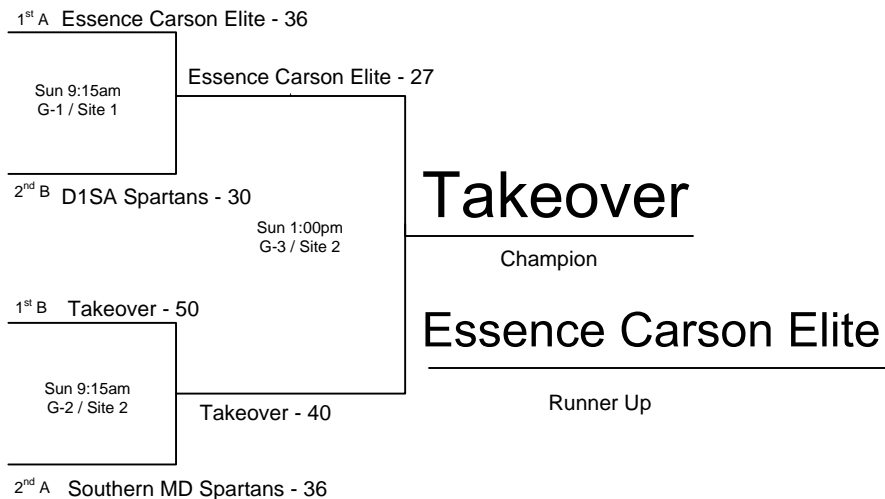 1st A Essence Carson Elite - 36
Sun 9:15am
G-1 / Site 1
2nd B D1SA Spartans - 30
Essence Carson Elite - 27
Sun 1:00pm
G-3 / Site 2
Takeover
Champion
1st B Takeover - 50
Sun 9:15am
G-2 / Site 2
2nd A Southern MD Spartans - 36
Takeover - 40
Essence Carson Elite
Runner Up